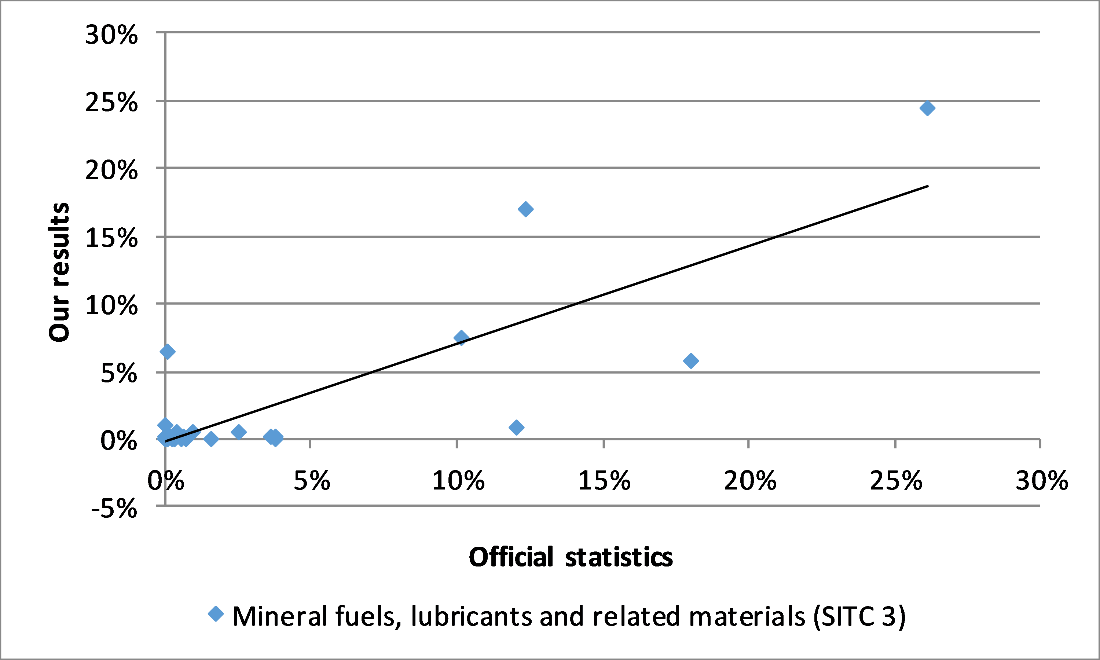 30%
25%
20%
15%
10%
5%
0%
-5%
Our results
0% 5% 10% 15% 20% 25% 30%
Official statistics
Mineral fuels, lubricants and related materials (SITC 3)